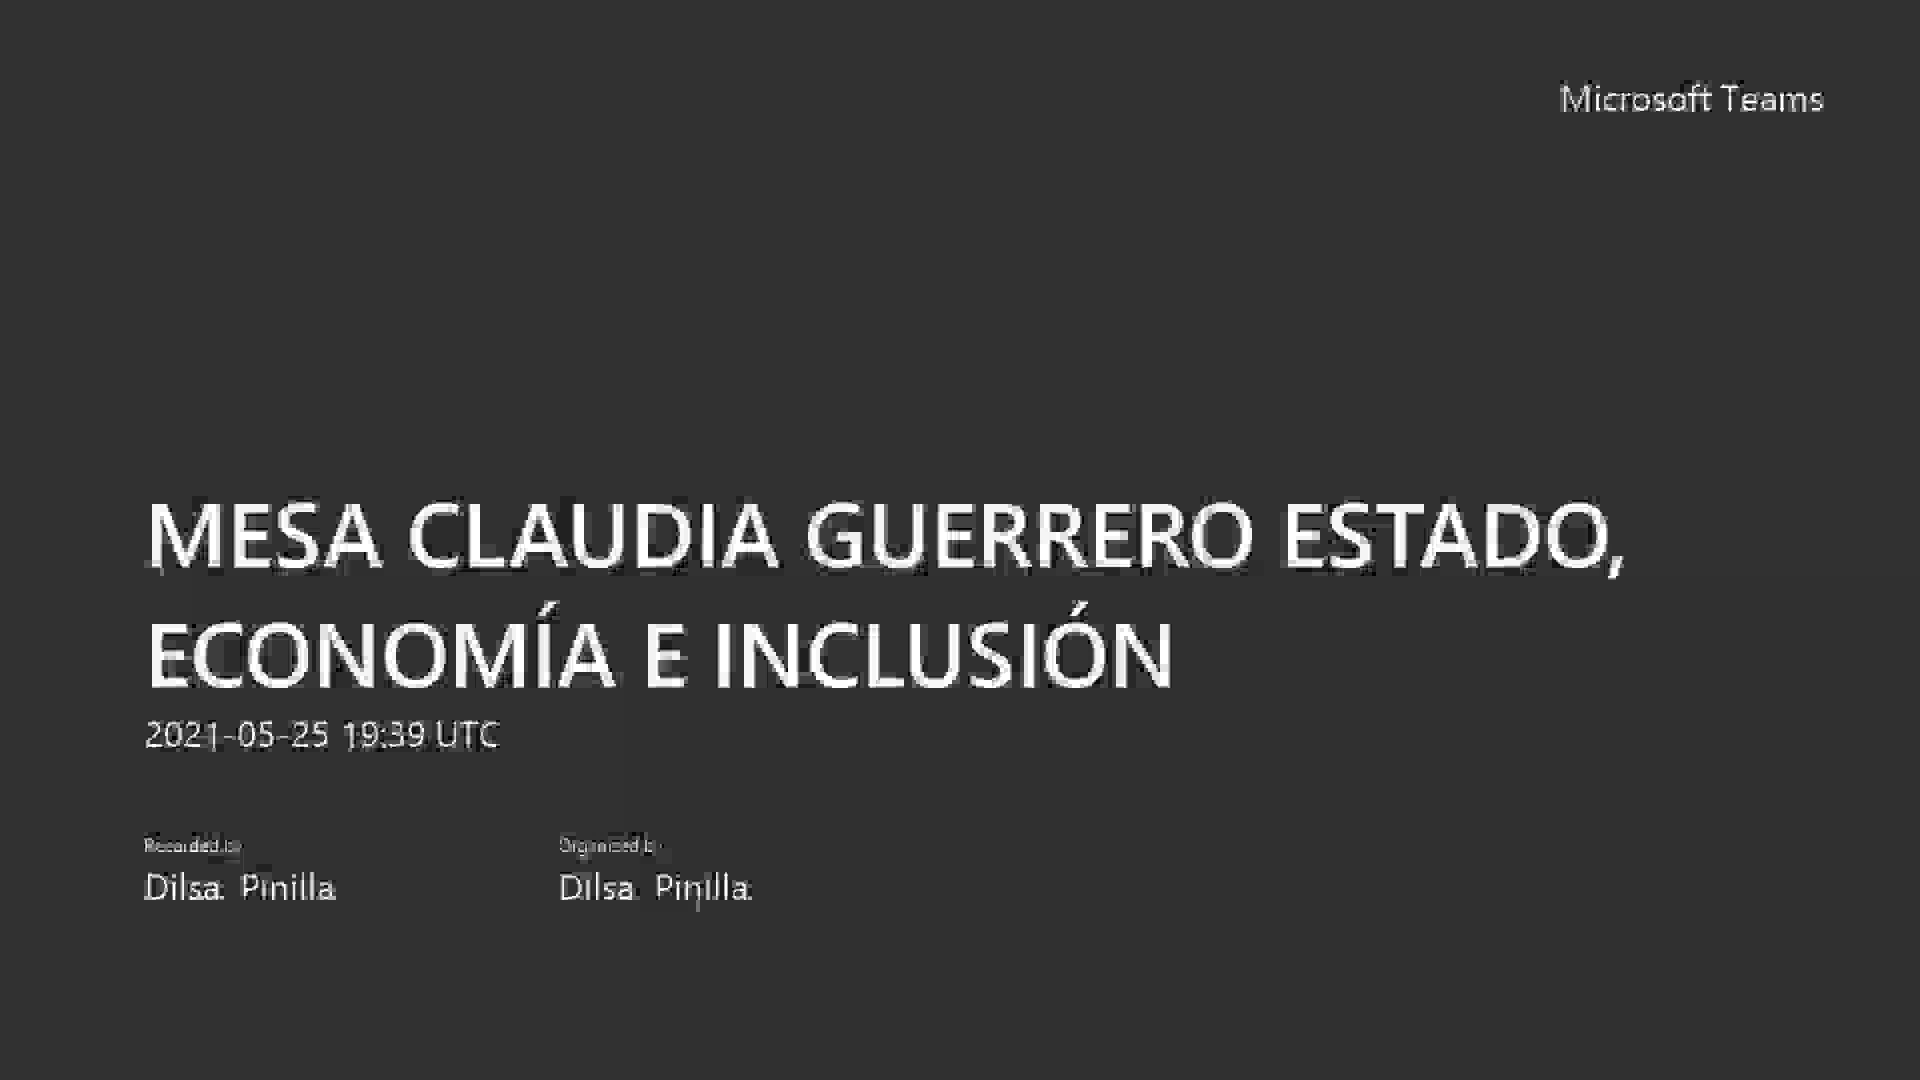 Microsoft Teams
MESA CLAUDIA GUERRERO ESTADO,
ECONOMÍA E INCLUSIÓN
2021-05-25 19:39 UTC
Recorded by
Organized by
Dilsa Pinilla
Dilsa Pinilla